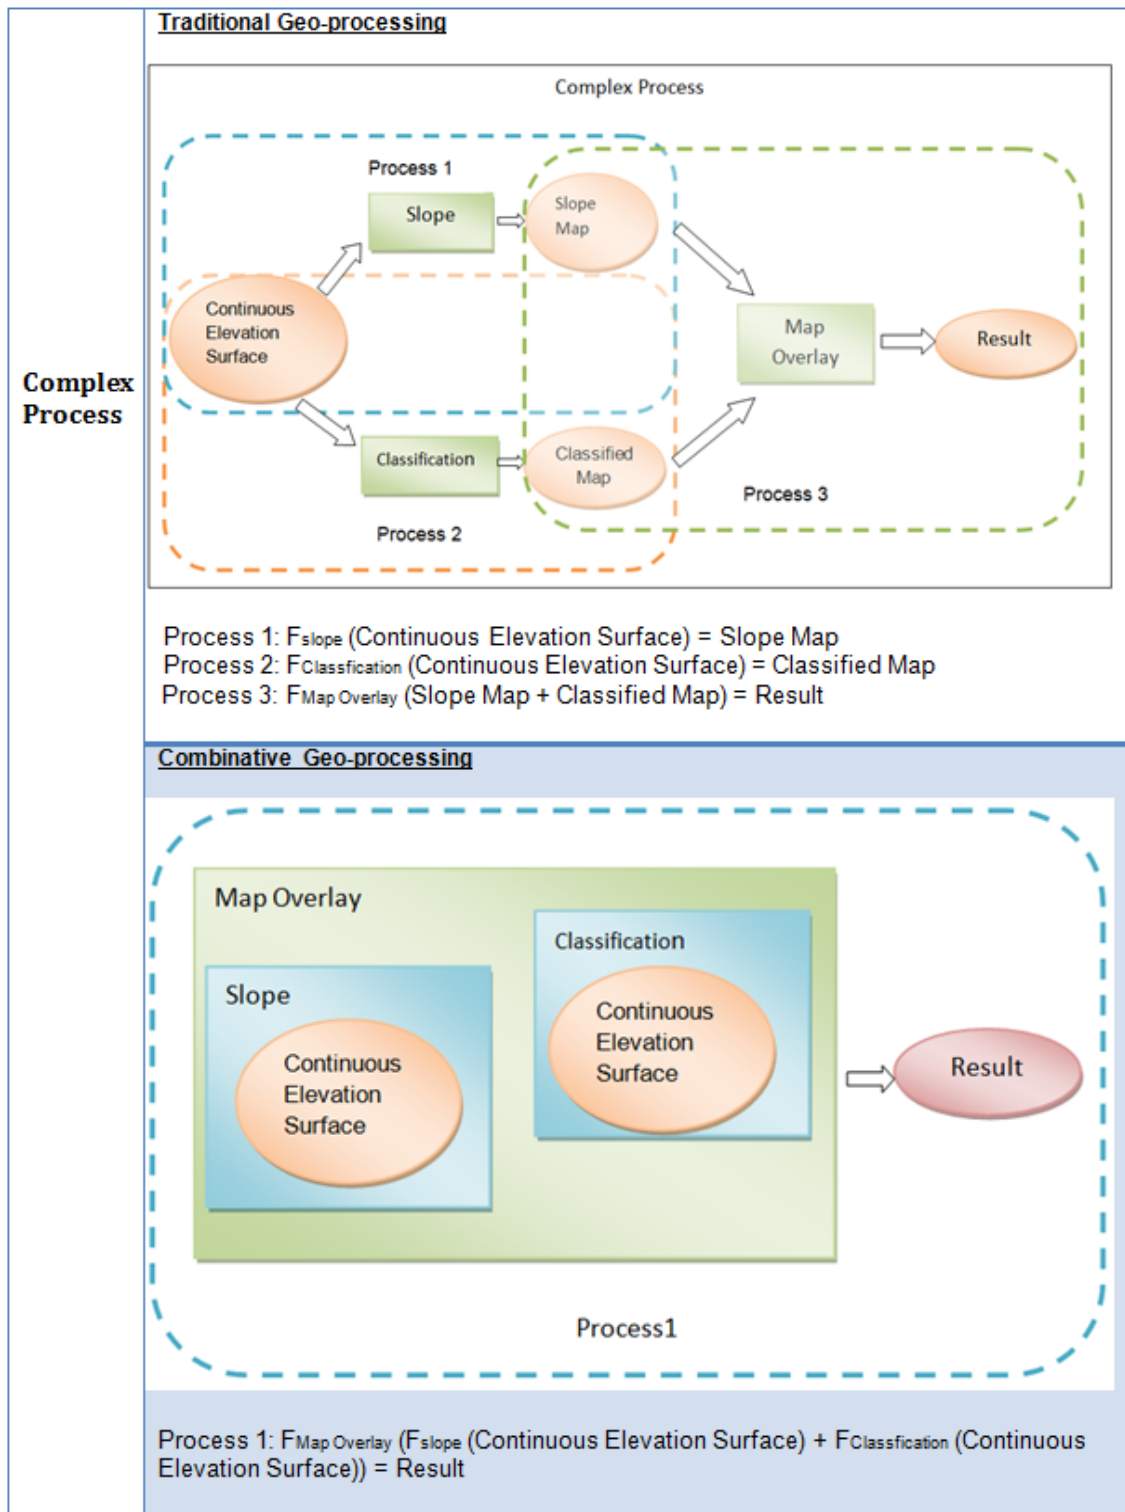 Complex
Process
Traditional Geo-processing
Complex Process
Process 1
Slope
Slope
Map
Continuous
Elevation
Surface
Map
Overlay
Result
Classification
Classified
Map
Process 3
Process 2
Process 1: Fslope (Continuous Elevation Surface) = Slope Map
Process 2: FClassfication (Continuous Elevation Surface) = Classified Map
Process 3: FMap Overlay (Slope Map + Classified Map) = Result
Combinative Geo-processing
Map Overlay
Classification
Continuous
Elevation
Surface
Slope
Continuous
Elevation
Surface
Result
Process1
Process 1: FMap Overlay (Fslope (Continuous Elevation Surface) + FClassfication (Continuous
Elevation Surface)) = Result